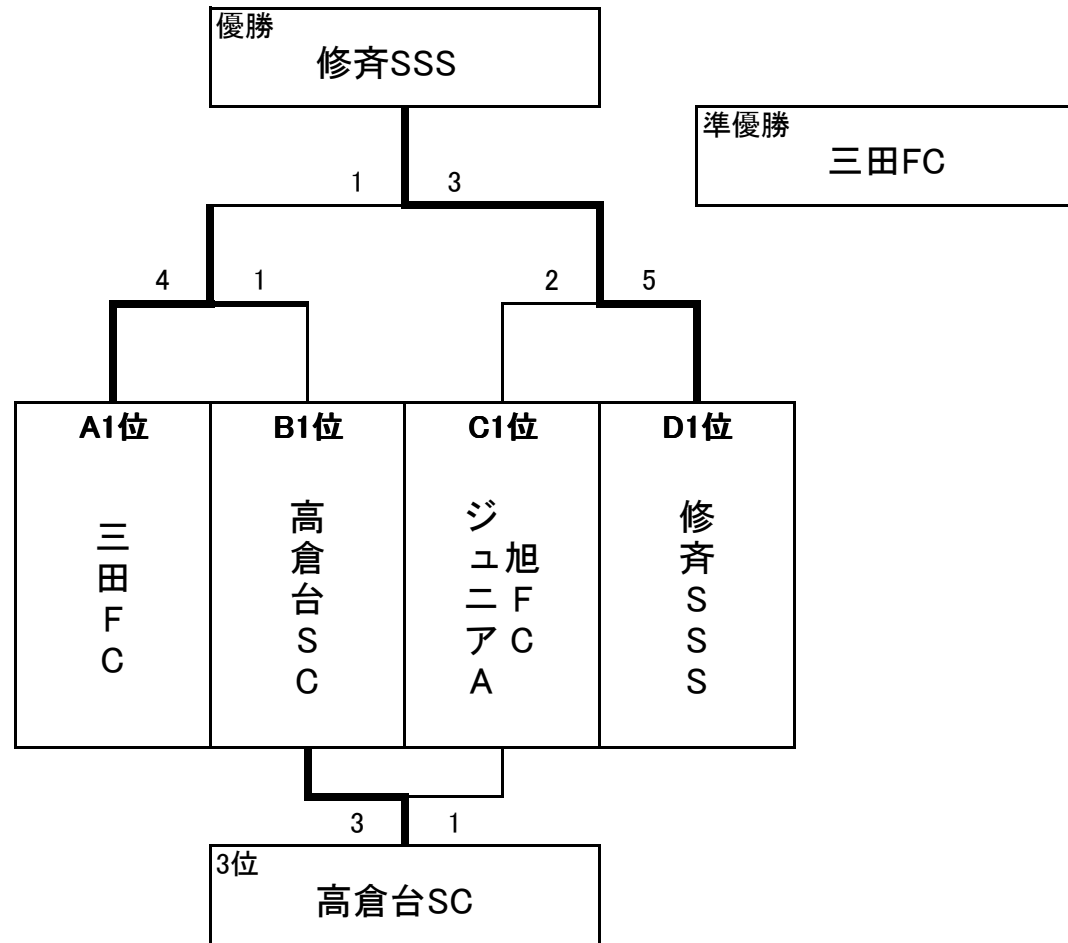 優勝
修斉SSS
準優勝
三田FC
1 3
4 1 2 5
A1位 B1位 C1位 D1位
三田FC
高倉台SC
旭FC
ジュニアA
修斉SSS
3 1
3位
高倉台SC